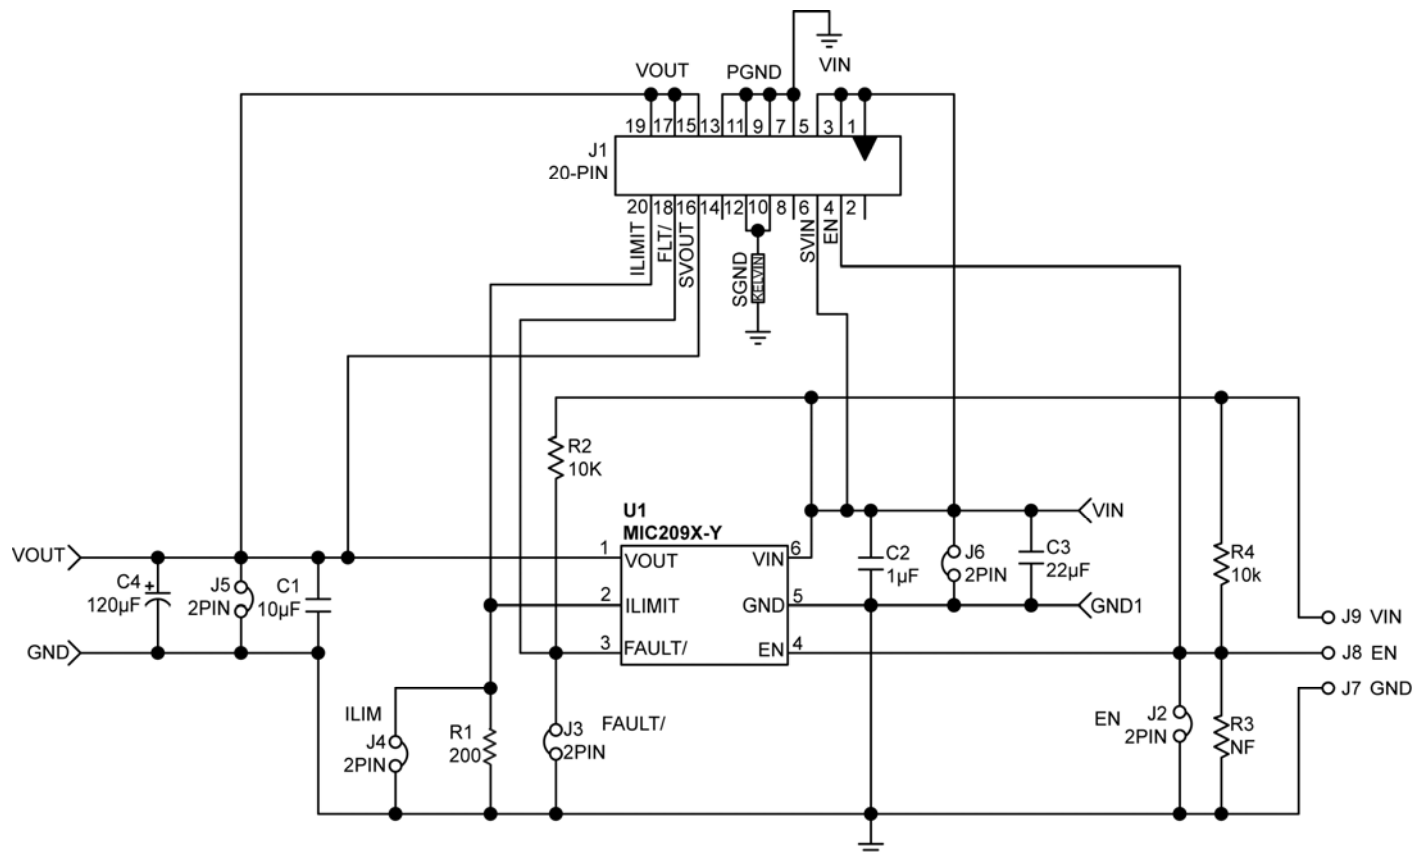 VOUT
PGND
VIN
19 17 15 13 11 9 7 5 3 1
J1
20-PIN
20 18 16 14 12 10 8 6 4 2
ILIMIT
FLT/
SVOUT
SGND
KELVIN
SVIN
EN
R2
10K
U1
MIC209X-Y
VOUT
1
VOUT
VIN
6
VIN
C4
+
120µF
J5
2PIN
C1
10µF
2
ILIMIT
GND
5
C2
1µF
J6
2PIN
C3
22µF
GND1
R4
10k
GND
3
FAULT/
EN
4
J9 VIN
J8 EN
J7 GND
ILIM
J4
2PIN
R1
200
J3
2PIN
FAULT/
EN
J2
2PIN
R3
NF